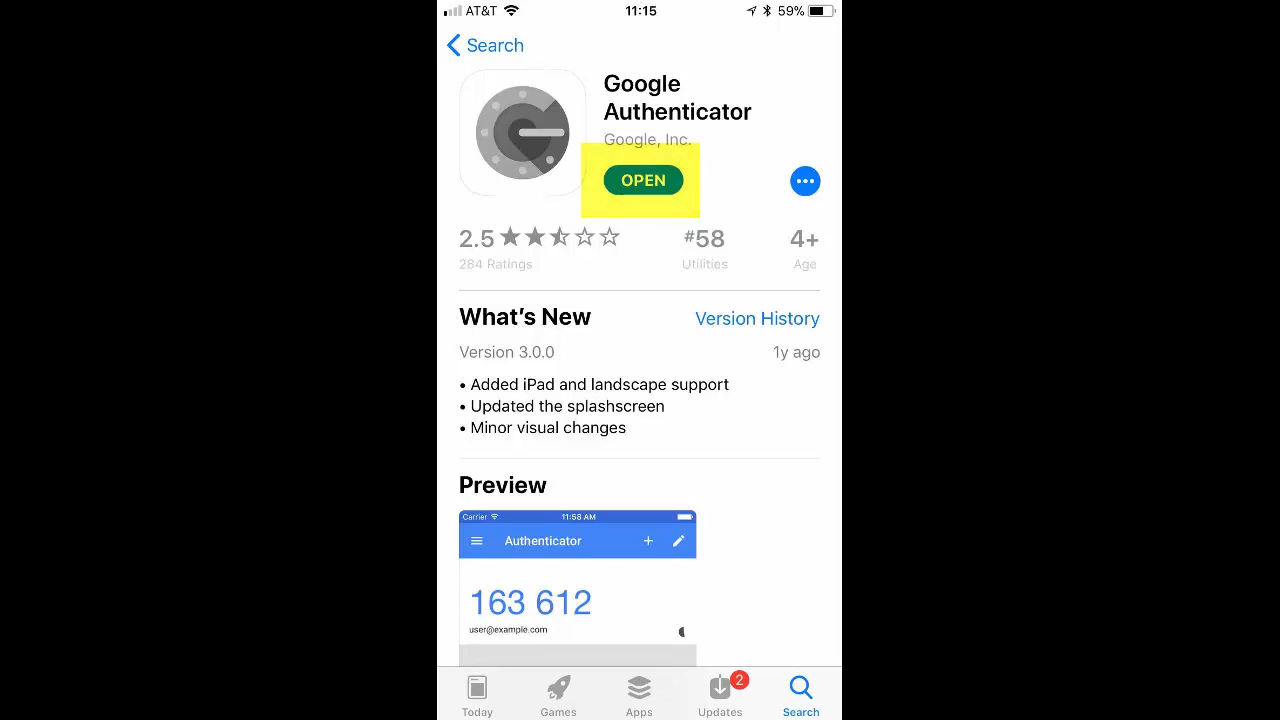 AT&T 11:15 59%
Search
Google
Authenticator
Google, Inc.
OPEN
2.5 #58 4+
284 Ratings Utilities Age
What's New Version History
Version 3.0.0 1y ago
• Added iPad and landscape support
• Updated the splashscreen
• Minor visual changes
Preview
Carrier 11:58 AM
Authenticator
163 612
user@example.com
2
Today Games Apps Updates Search